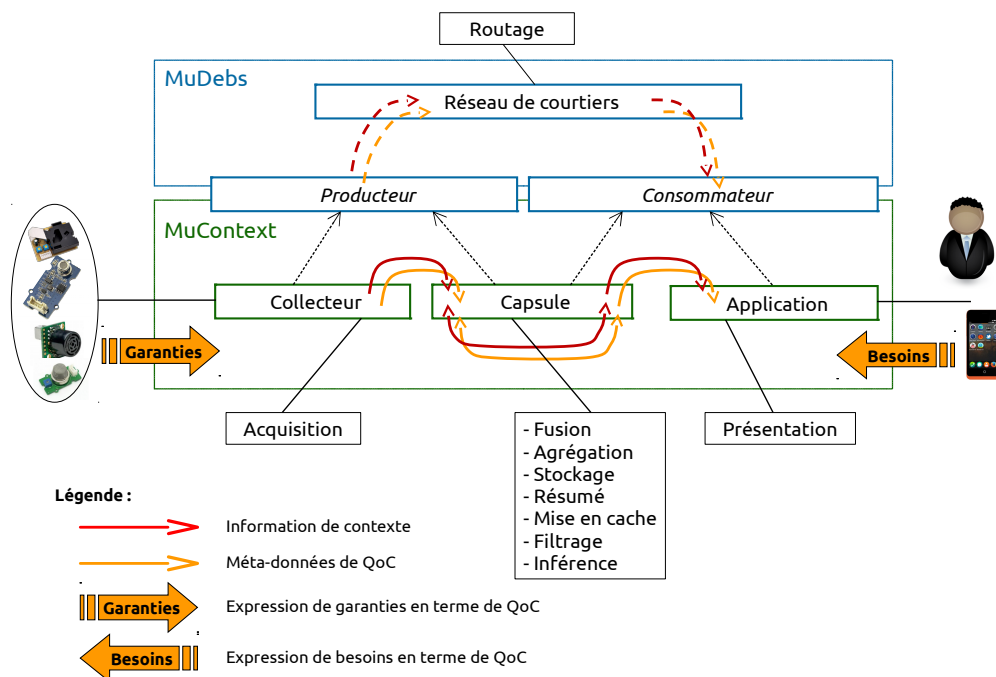 Routage
MuDebs
Réseau de courtiers
Producteur
Consommateur
MuContext
Collecteur
Capsule
Application
Garanties
Besoins
Acquisition
- Fusion
- Agrégation
- Stockage
- Résumé
- Mise en cache
- Filtrage
- Inférence
Présentation
Légende :
Information de contexte
Méta-données de QoC
Garanties
Expression de garanties en terme de QoC
Besoins
Expression de besoins en terme de QoC